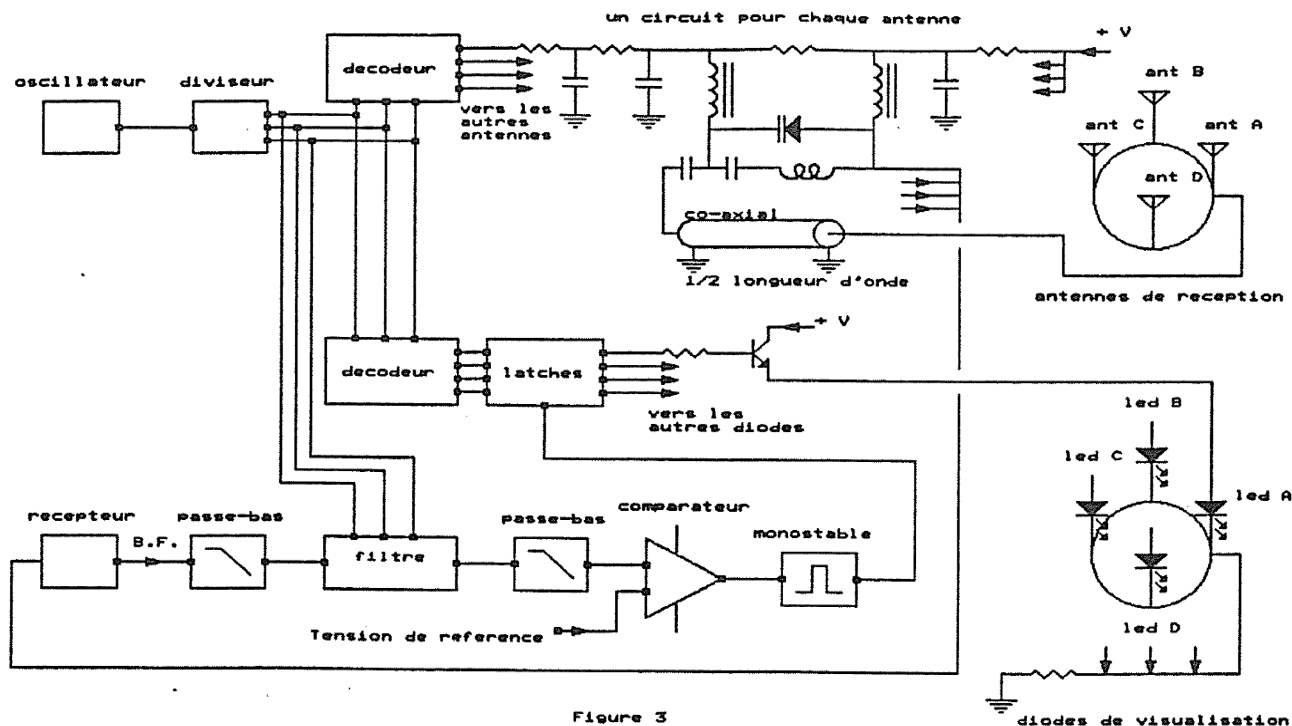 un circuit pour chaque antenne
+ V
decodeur
oscillateur
diviseur
vers les
autres
antennes
ant B
ant C
ant A
ant D
co-axial
1/2 longueur d'onde
antennes de reception
+ V
decodeur
latches
vers les
autres diodes
led B
led C
led A
recepteur
B.F.
passe-bas
filtre
passe-bas
comparateur
monostable
Tension de reference
led D
Figure 3
diodes de visualisation